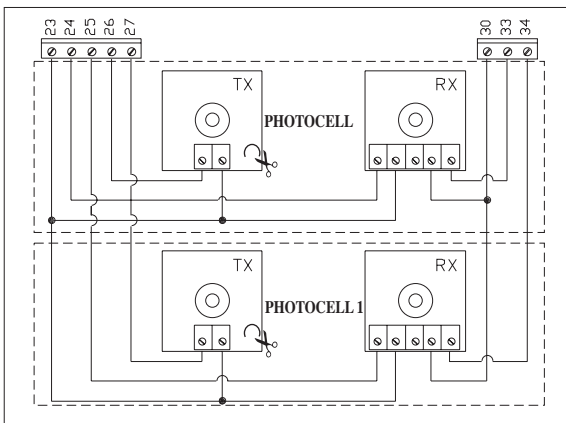 23 24 25 26 27
30 33 34
TX
PHOTOCELL
RX
TX
PHOTOCELL 1
RX